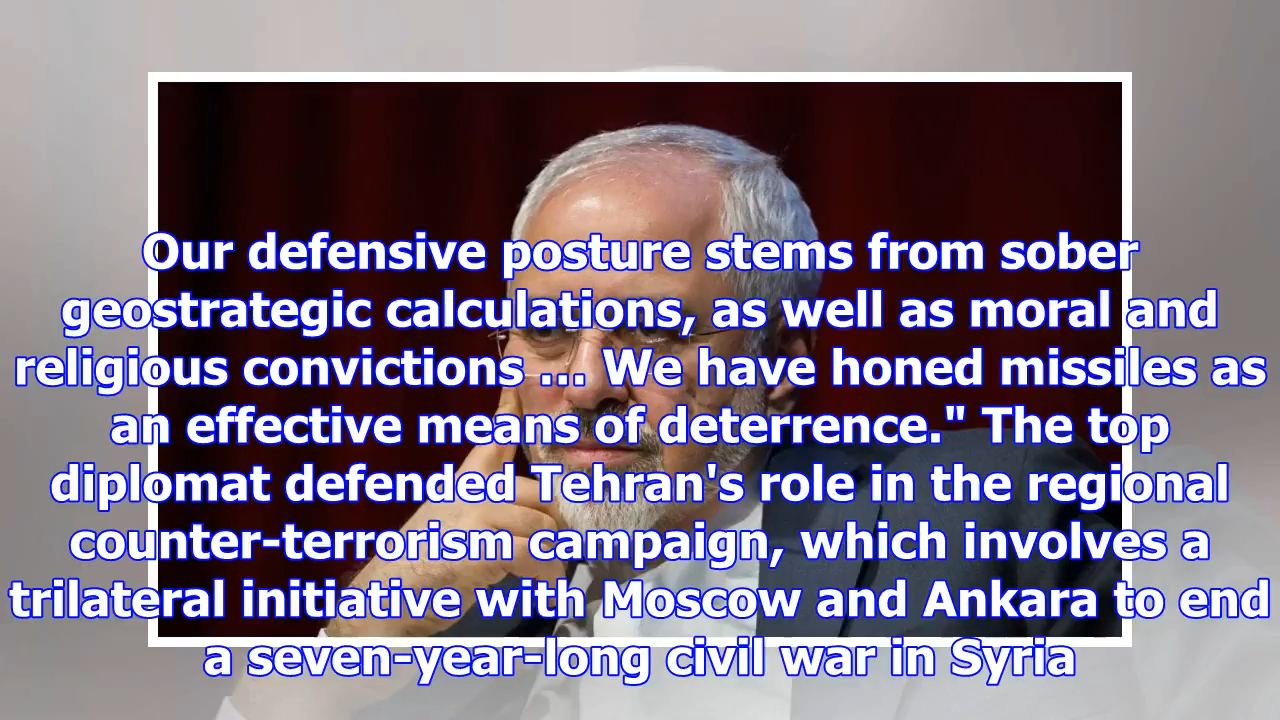 Our defensive posture stems from sober
geostrategic calculations, as well as moral and
religious convictions ... We have honed missiles as
an effective means of deterrence." The top
diplomat defended Tehran's role in the regional
counter-terrorism campaign, which involves a
trilateral initiative with Moscow and Ankara to end
a seven-year-long civil war in Syria